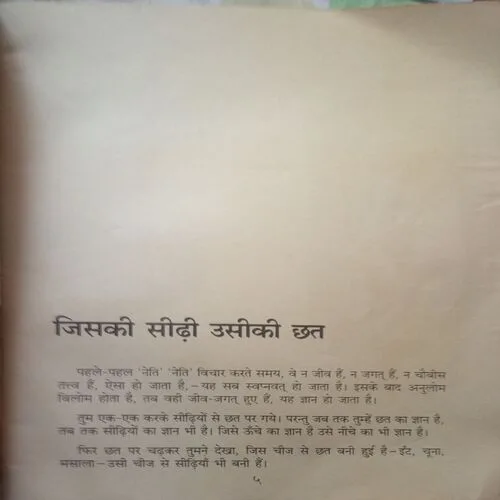 जिसकी सीढ़ी उसीकी छत
पहले-पहल 'नेति' 'नेति' विचार करते समय, वे न जीव हैं, न जगत् हैं, न चौबीस
तत्त्व हैं, ऐसा हो जाता है,–यह सब स्वप्नवत् हो जाता है। इसके बाद अनुलोम
बिलोम होता है, तब वही जीव-जगत् हुए हैं, यह ज्ञान हो जाता है।
तुम एक-एक करके सीढ़ियों से छत पर गये। परन्तु जब तक तुम्हें छत का ज्ञान है,
तब तक सीढ़ियों का ज्ञान भी है। जिसे ऊँचे का ज्ञान है उसे नीचे का भी ज्ञान है।
फिर छत पर चढ़कर तुमने देखा, जिस चीज से छत बनी हुई है–ईंट, चूना,
मसाला–उसी चीज से सीढ़ियाँ भी बनी हैं।
५